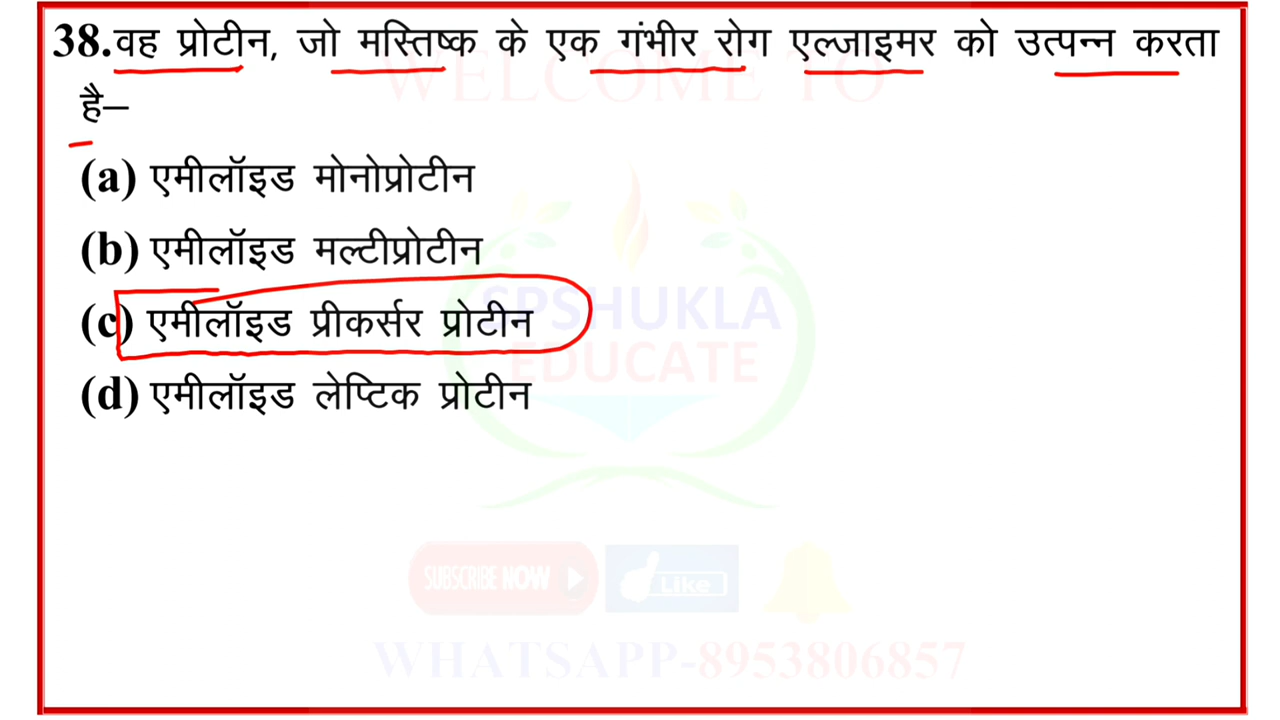 WELCOME TO
38.वह प्रोटीन, जो मस्तिष्क के एक गंभीर रोग एल्जाइमर को उत्पन्न करता
है–
(a) एमीलॉइड मोनोप्रोटीन
(b) एमीलॉइड मल्टीप्रोटीन
(c) एमीलॉइड प्रीकर्सर प्रोटीन
SPSHUKLA
EDUCATE
(d) एमीलॉइड लेप्टिक प्रोटीन
SUBSCRIBE NOW
Like
WHATSAPP-8953806857